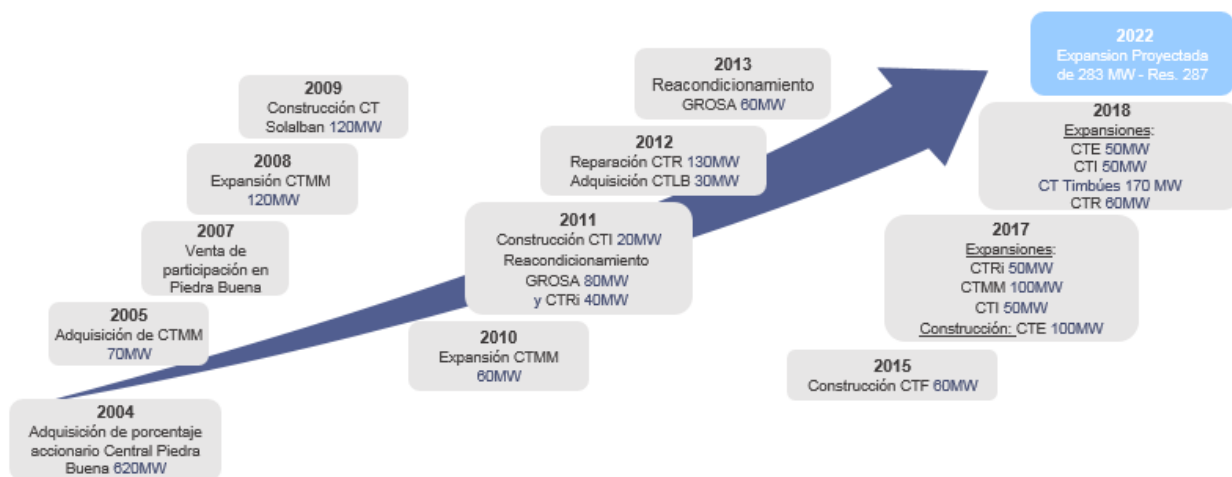 2004
Adquisición de porcentaje
accionario Central Piedra
Buena 620MW
2005
Adquisición de CTMM
70MW
2007
Venta de
participación en
Piedra Buena
2008
Expansión CTMM
120MW
2009
Construcción CT
Solalban 120MW
2010
Expansión CTMM
60MW
2011
Construcción CTI 20MW
Reacondicionamiento
GROSA 80MW
y CTRi 40MW
2012
Reparación CTR 130MW
Adquisición CTLB 30MW
2013
Reacondicionamiento
GROSA 60MW
2015
Construcción CTF 60MW
2017
Expansiones:
CTRi 50MW
CTMM 100MW
CTI 50MW
Construcción: CTE 100MW
2018
Expansiones:
CTE 50MW
CTI 50MW
CT Timbúes 170 MW
CTR 60MW
2022
Expansion Proyectada
de 283 MW - Res. 287